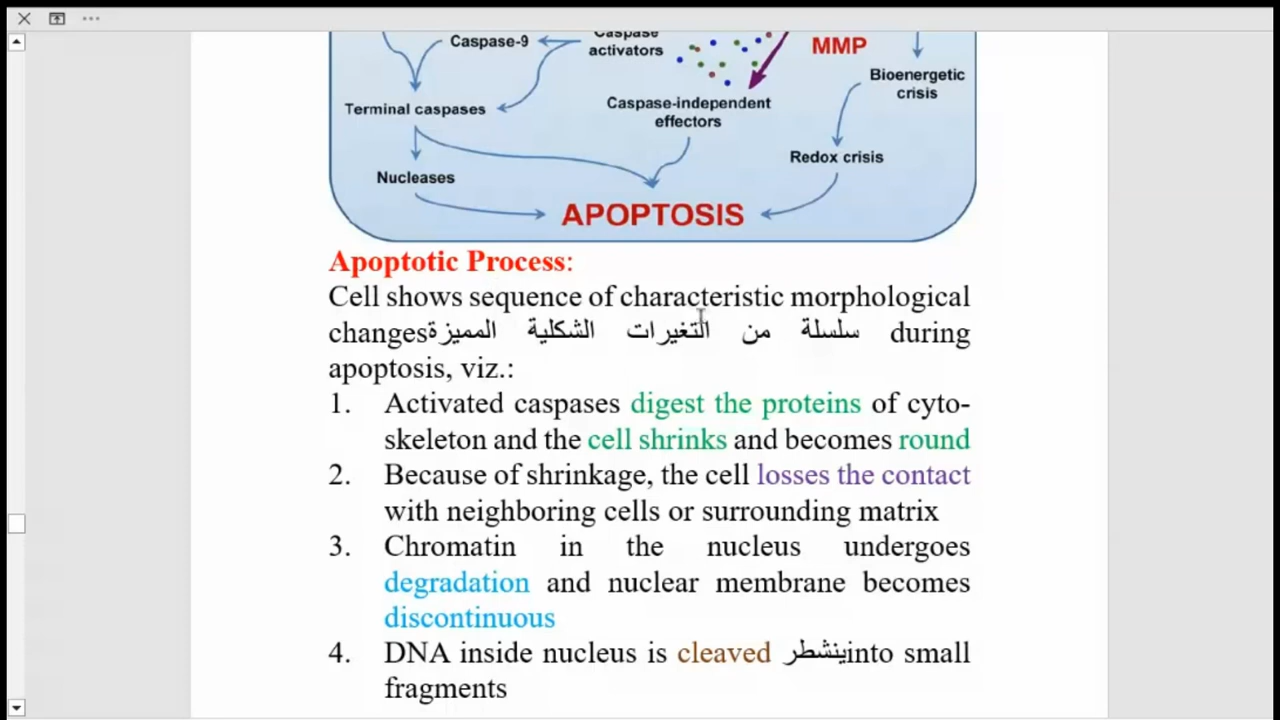 Caspase-9
Caspase
activators
MMP
Bioenergetic
crisis
Terminal caspases
Caspase-independent
effectors
Redox crisis
Nucleases
APOPTOSIS
Apoptotic Process:
Cell shows sequence of characteristic morphological
changesسلسلة من التغيرات الشكلية المميزة during
apoptosis, viz.:
1. Activated caspases digest the proteins of cyto-
skeleton and the cell shrinks and becomes round
2. Because of shrinkage, the cell losses the contact
with neighboring cells or surrounding matrix
3. Chromatin in the nucleus undergoes
degradation and nuclear membrane becomes
discontinuous
4. DNA inside nucleus is cleaved ينشطرinto small
fragments